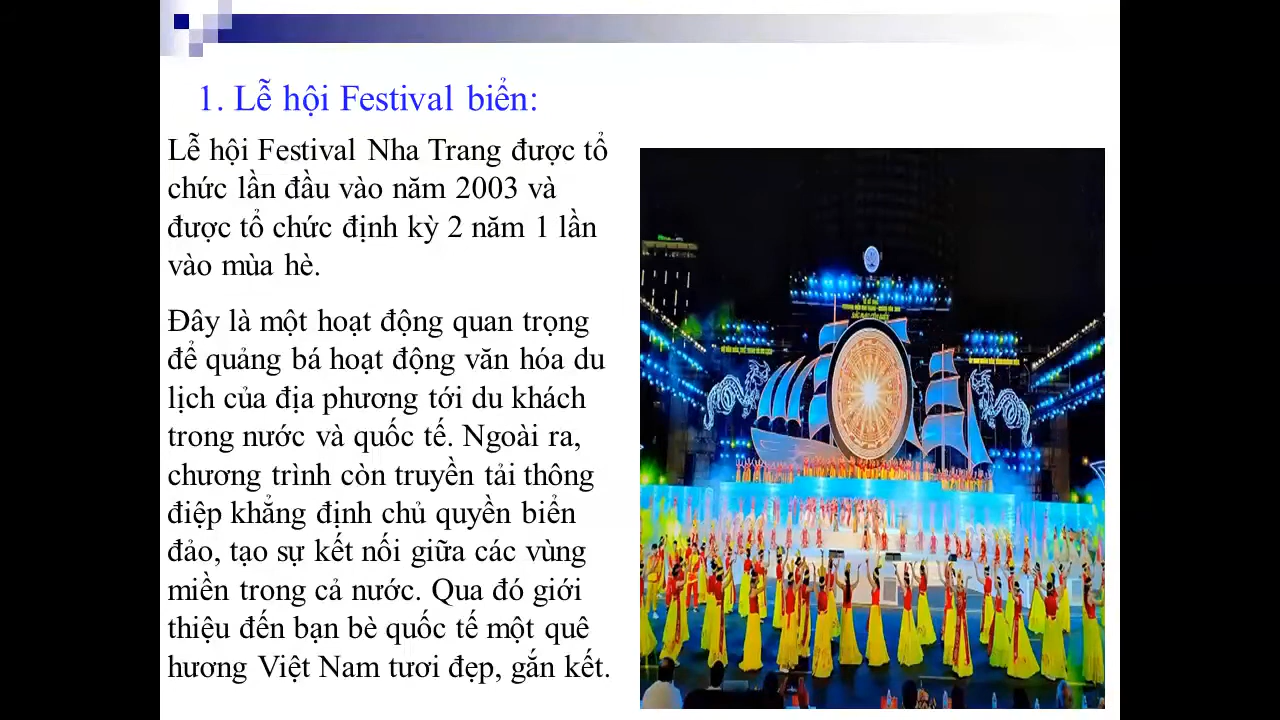 1. Lễ hội Festival biển:
Lễ hội Festival Nha Trang được tổ
chức lần đầu vào năm 2003 và
được tổ chức định kỳ 2 năm 1 lần
vào mùa hè.
Đây là một hoạt động quan trọng
để quảng bá hoạt động văn hóa du
lịch của địa phương tới du khách
trong nước và quốc tế. Ngoài ra,
chương trình còn truyền tải thông
điệp khẳng định chủ quyền biển
đảo, tạo sự kết nối giữa các vùng
miền trong cả nước. Qua đó giới
thiệu đến bạn bè quốc tế một quê
hương Việt Nam tươi đẹp, gắn kết.